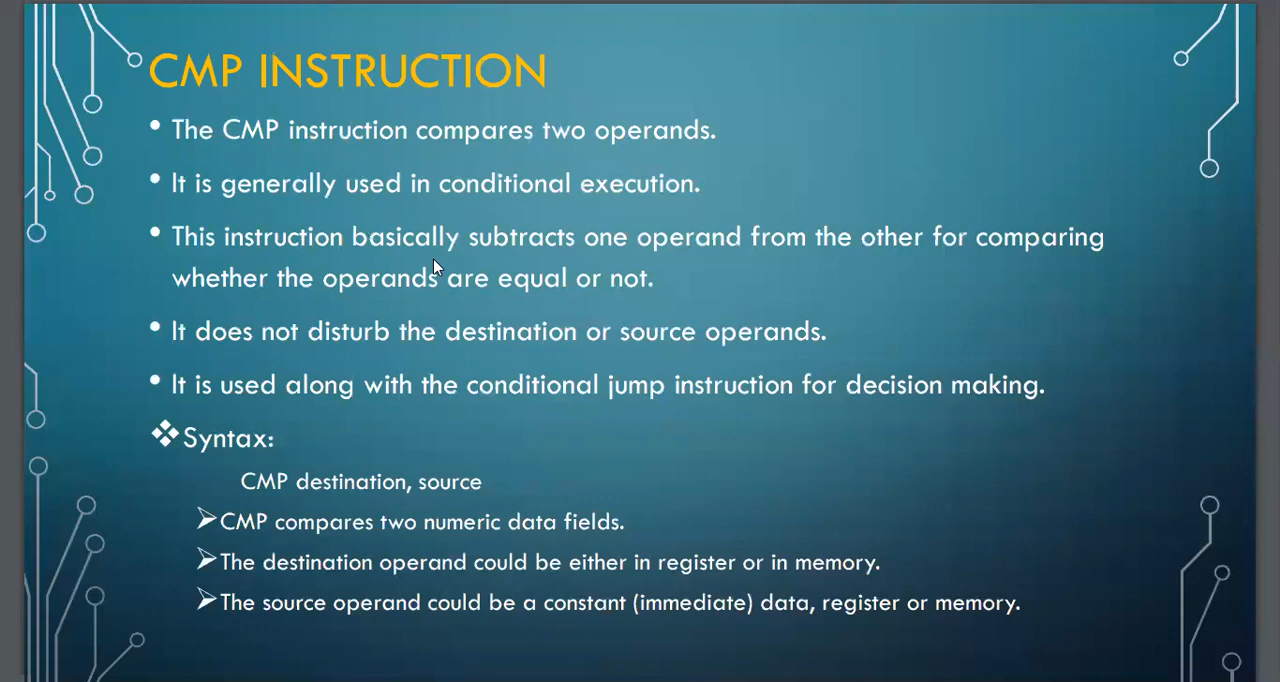 CMP INSTRUCTION
• The CMP instruction compares two operands.
• It is generally used in conditional execution.
• This instruction basically subtracts one operand from the other for comparing
whether the operands are equal or not.
• It does not disturb the destination or source operands.
• It is used along with the conditional jump instruction for decision making.
❖Syntax:
CMP destination, source
➢CMP compares two numeric data fields.
➢The destination operand could be either in register or in memory.
➢The source operand could be a constant (immediate) data, register or memory.